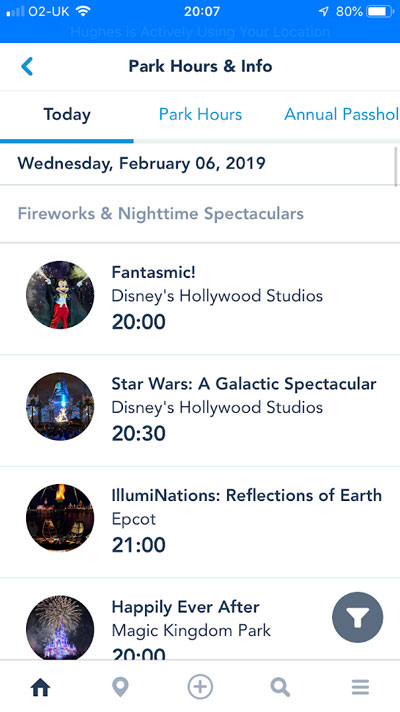 O2-UK 20:07 80%
Hughes is Actively Using Your Location
Park Hours & Info
Today Park Hours Annual Passhol
Wednesday, February 06, 2019
Fireworks & Nighttime Spectaculars
Fantasmic!
Disney's Hollywood Studios
20:00
Star Wars: A Galactic Spectacular
Disney's Hollywood Studios
20:30
IllumiNations: Reflections of Earth
Epcot
21:00
Happily Ever After
Magic Kingdom Park
20:00